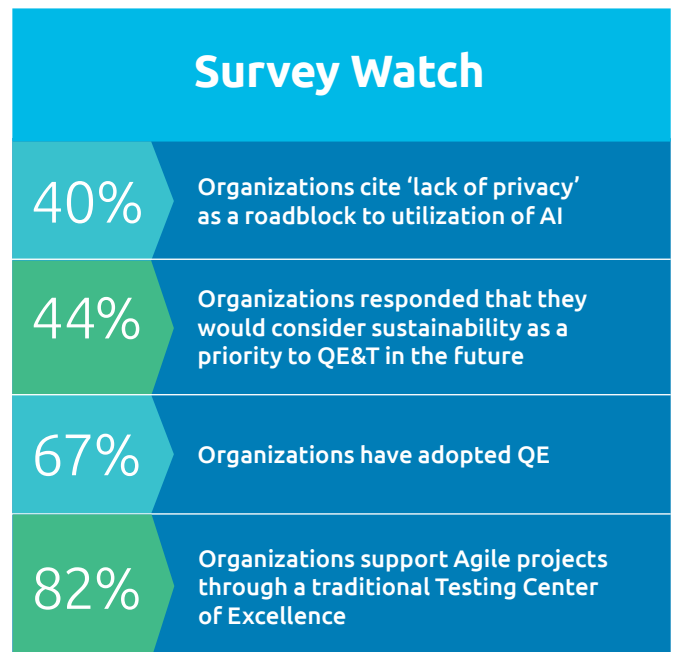 Survey Watch
40%
Organizations cite ‘lack of privacy’
as a roadblock to utilization of AI
44%
Organizations responded that they
would consider sustainability as a
priority to QE&T in the future
67%
Organizations have adopted QE
82%
Organizations support Agile projects
through a traditional Testing Center
of Excellence